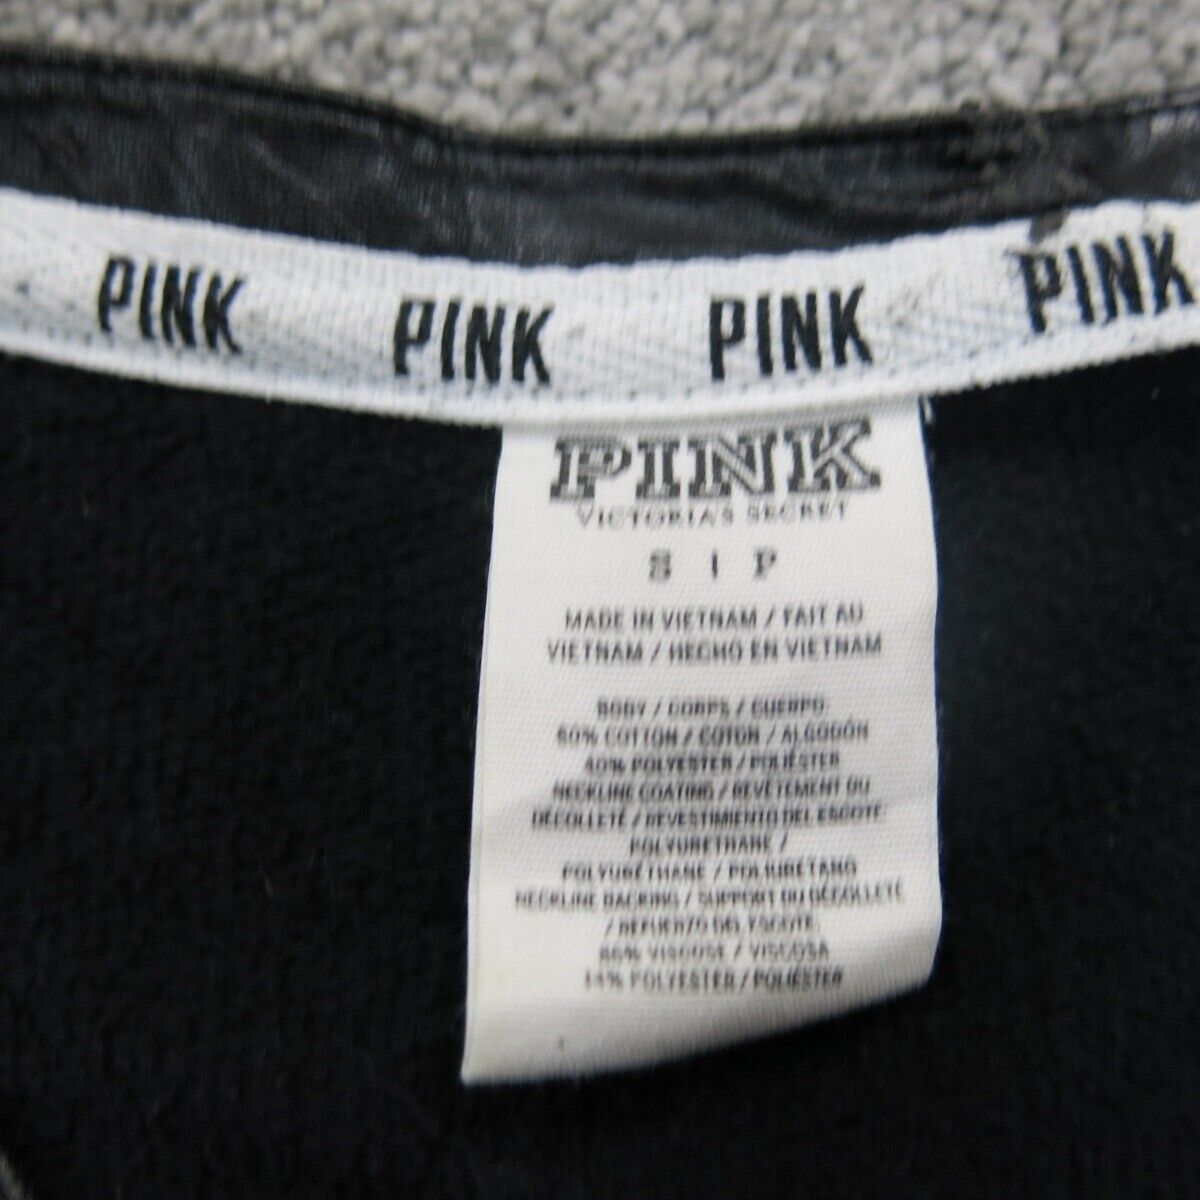 PINK PINK PINK PINK
PINK
VICTORIA'S SECRET
S | P
MADE IN VIETNAM / FAIT AU
VIETNAM / HECHO EN VIETNAM
BODY / CORPS / CUERPO:
60% COTTON / COTON / ALGODÓN
40% POLYESTER / POLIÉSTER
NECKLINE COATING / REVÊTEMENT DU
DÉCOLLETÉ / REVESTIMIENTO DEL ESCOTE:
POLYURETHANE /
POLYURÉTHANE / POLIURETANO
NECKLINE BACKING / SUPPORT DU DÉCOLLETÉ
/ REFUERZO DEL ESCOTE:
86% VISCOSE / VISCOSA
14% POLYESTER / POLIÉSTER